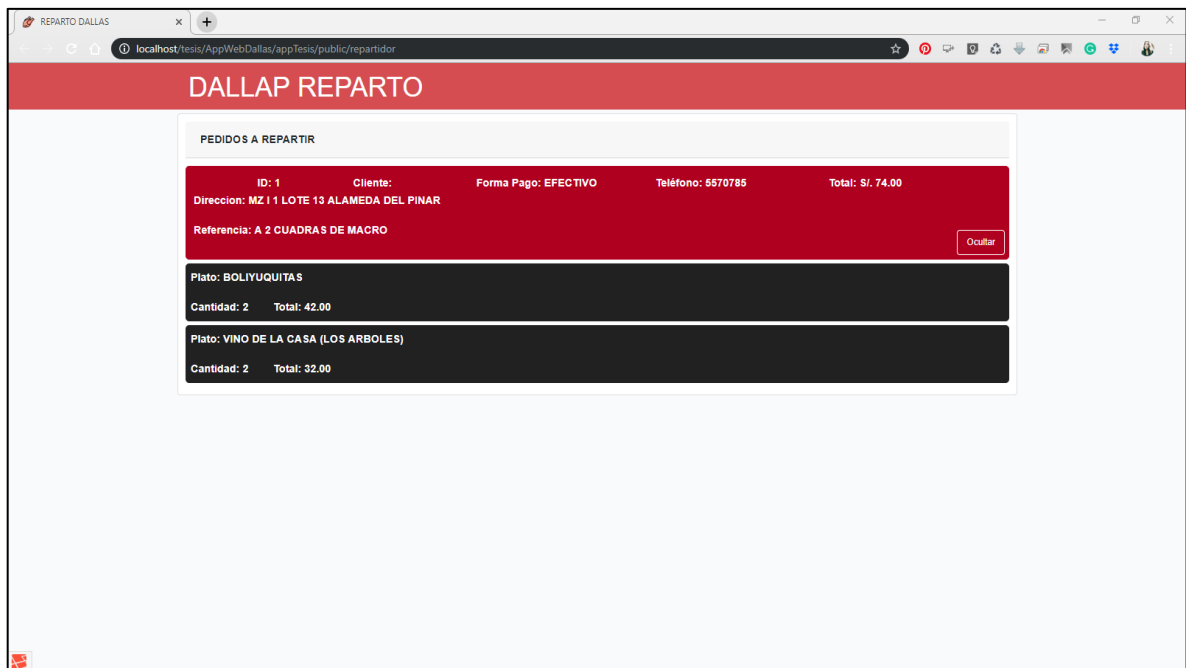 REPARTO DALLAS
localhost/tesis/AppWebDallas/appTesis/public/repartidor
DALLAP REPARTO
PEDIDOS A REPARTIR
ID: 1 Cliente: Forma Pago: EFECTIVO Teléfono: 5570785 Total: S/. 74.00
Direccion: MZ I 1 LOTE 13 ALAMEDA DEL PINAR
Referencia: A 2 CUADRAS DE MACRO
Ocultar
Plato: BOLIYUQUITAS
Cantidad: 2 Total: 42.00
Plato: VINO DE LA CASA (LOS ARBOLES)
Cantidad: 2 Total: 32.00